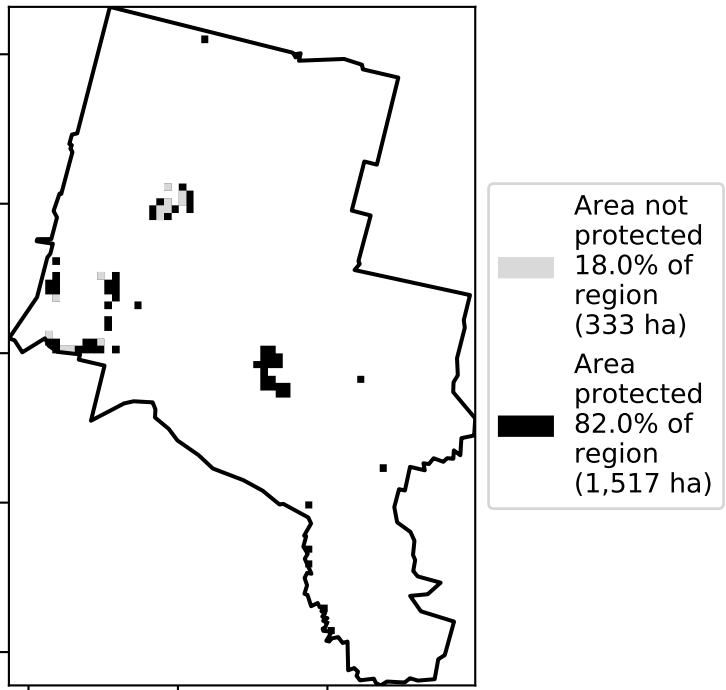 Area not
protected
18.0% of
region
(333 ha)
Area
protected
82.0% of
region
(1,517 ha)